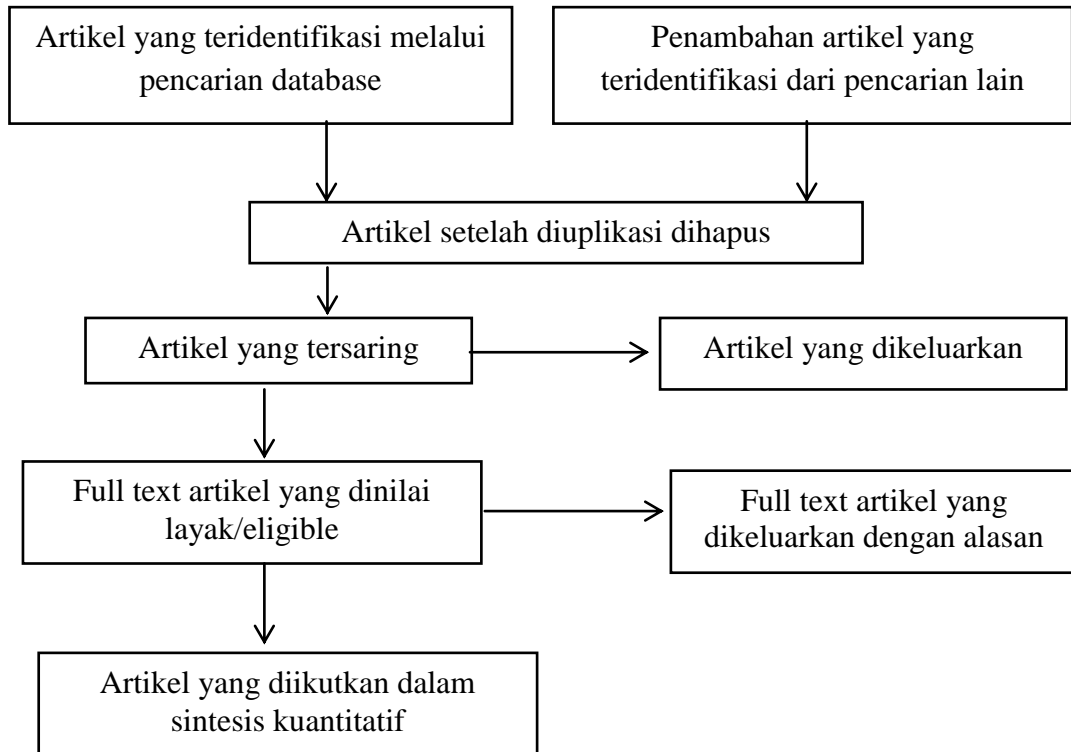 Artikel yang teridentifikasi melalui
pencarian database
Penambahan artikel yang
teridentifikasi dari pencarian lain
Artikel setelah diuplikasi dihapus
Artikel yang tersaring
Artikel yang dikeluarkan
Full text artikel yang dinilai
layak/eligible
Full text artikel yang
dikeluarkan dengan alasan
Artikel yang diikutkan dalam
sintesis kuantitatif